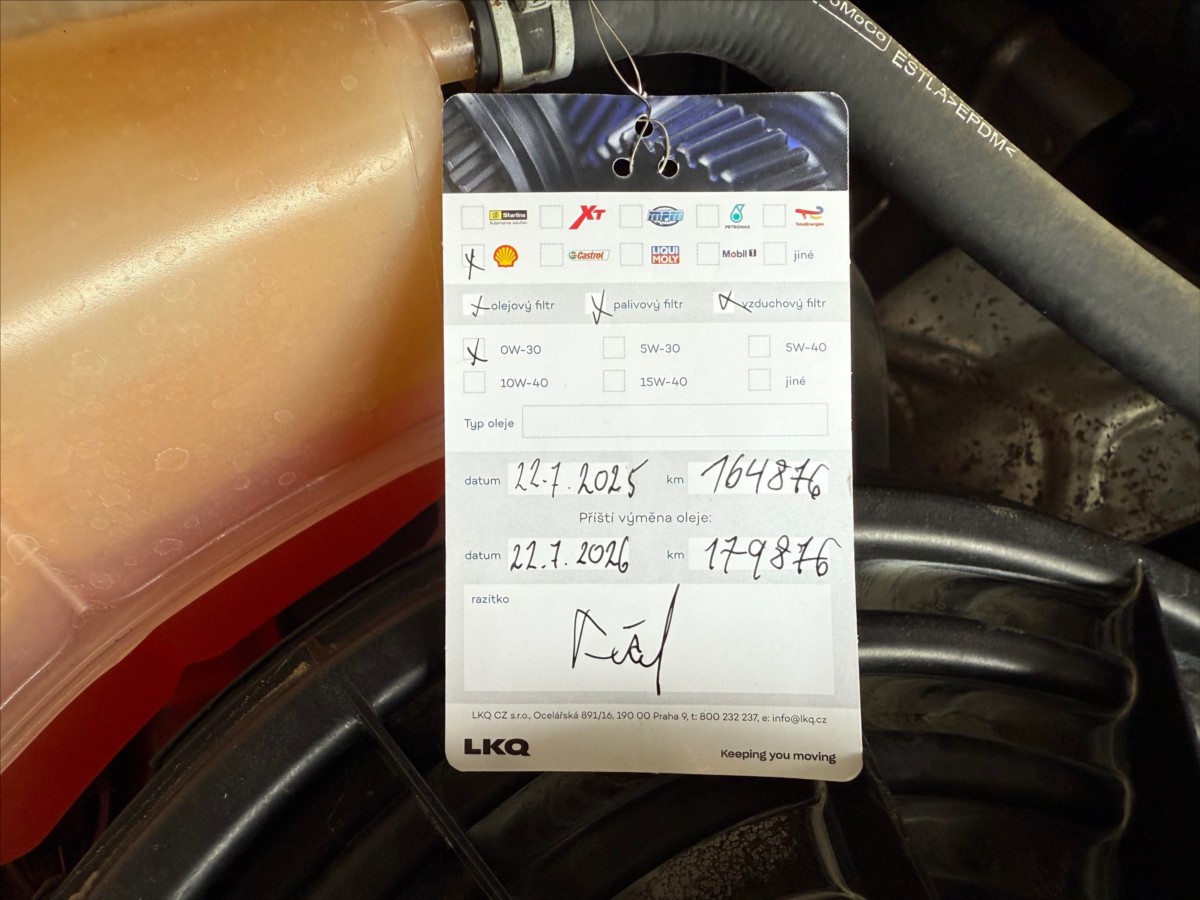 oMoCo
ESTLA>EPDM<
Starline
XT
MTM
PETRONAS
TotalEnergies
Castrol
LIQUI MOLY
Mobil 1
jiné
olejový filtr
palivový filtr
vzduchový filtr
0W-30
5W-30
5W-40
10W-40
15W-40
jiné
Typ oleje
datum 22.7.2025 km 164876
Příští výměna oleje:
datum 22.7.2026 km 179876
razítko
LKQ CZ s.r.o., Ocelářská 891/16, 190 00 Praha 9, t: 800 232 237, e: info@lkq.cz
LKQ
Keeping you moving